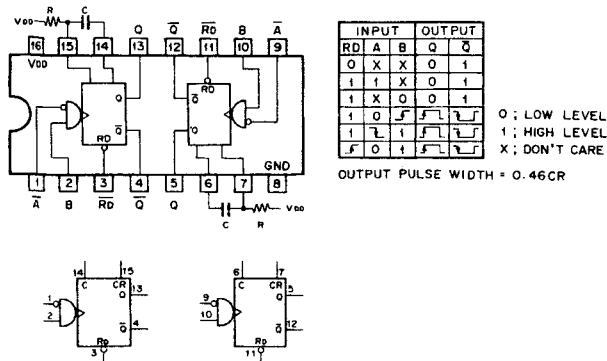 R C
VDD Q Q̅ R̅D̅ B A̅
16 15 14 13 12 11 10 9
VDD
RD
Q Q̅
RD
Q̅ Q
GND
1 2 3 4 5 6 7 8
A̅ B R̅D̅ Q̅ Q C R VDD
INPUT OUTPUT
RD A B Q Q̅
0 X X 0 1
1 1 X 0 1
1 X 0 0 1
1 0
1 1
0 1
0 ; LOW LEVEL
1 ; HIGH LEVEL
X ; DON'T CARE
OUTPUT PULSE WIDTH = 0.46CR
14 15
C CR
1 Q 13
2
Q̅ 4
RD
3
6 7
C CR
9 Q 5
10
Q̅ 12
RD
11